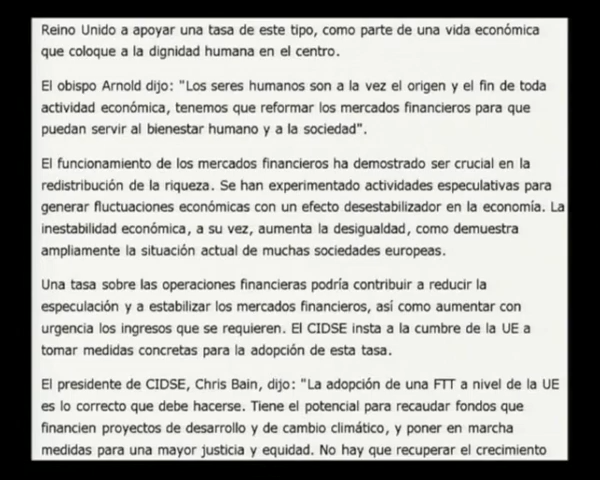 Reino Unido a apoyar una tasa de este tipo, como parte de una vida económica
que coloque a la dignidad humana en el centro.
El obispo Arnold dijo: "Los seres humanos son a la vez el origen y el fin de toda
actividad económica, tenemos que reformar los mercados financieros para que
puedan servir al bienestar humano y a la sociedad".
El funcionamiento de los mercados financieros ha demostrado ser crucial en la
redistribución de la riqueza. Se han experimentado actividades especulativas para
generar fluctuaciones económicas con un efecto desestabilizador en la economía. La
inestabilidad económica, a su vez, aumenta la desigualdad, como demuestra
ampliamente la situación actual de muchas sociedades europeas.
Una tasa sobre las operaciones financieras podría contribuir a reducir la
especulación y a estabilizar los mercados financieros, así como aumentar con
urgencia los ingresos que se requieren. El CIDSE insta a la cumbre de la UE a
tomar medidas concretas para la adopción de esta tasa.
El presidente de CIDSE, Chris Bain, dijo: "La adopción de una FTT a nivel de la UE
es lo correcto que debe hacerse. Tiene el potencial para recaudar fondos que
financien proyectos de desarrollo y de cambio climático, y poner en marcha
medidas para una mayor justicia y equidad. No hay que recuperar el crecimiento